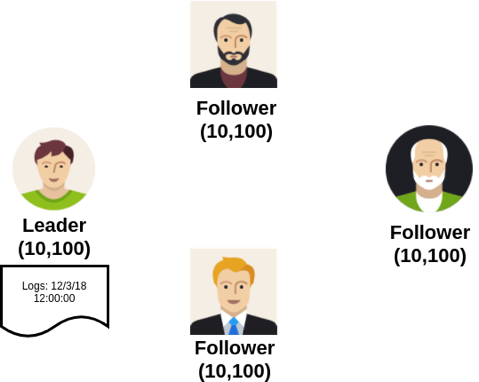 Follower
(10,100)
Leader
(10,100)
Follower
(10,100)
Logs: 12/3/18
12:00:00
Follower
(10,100)